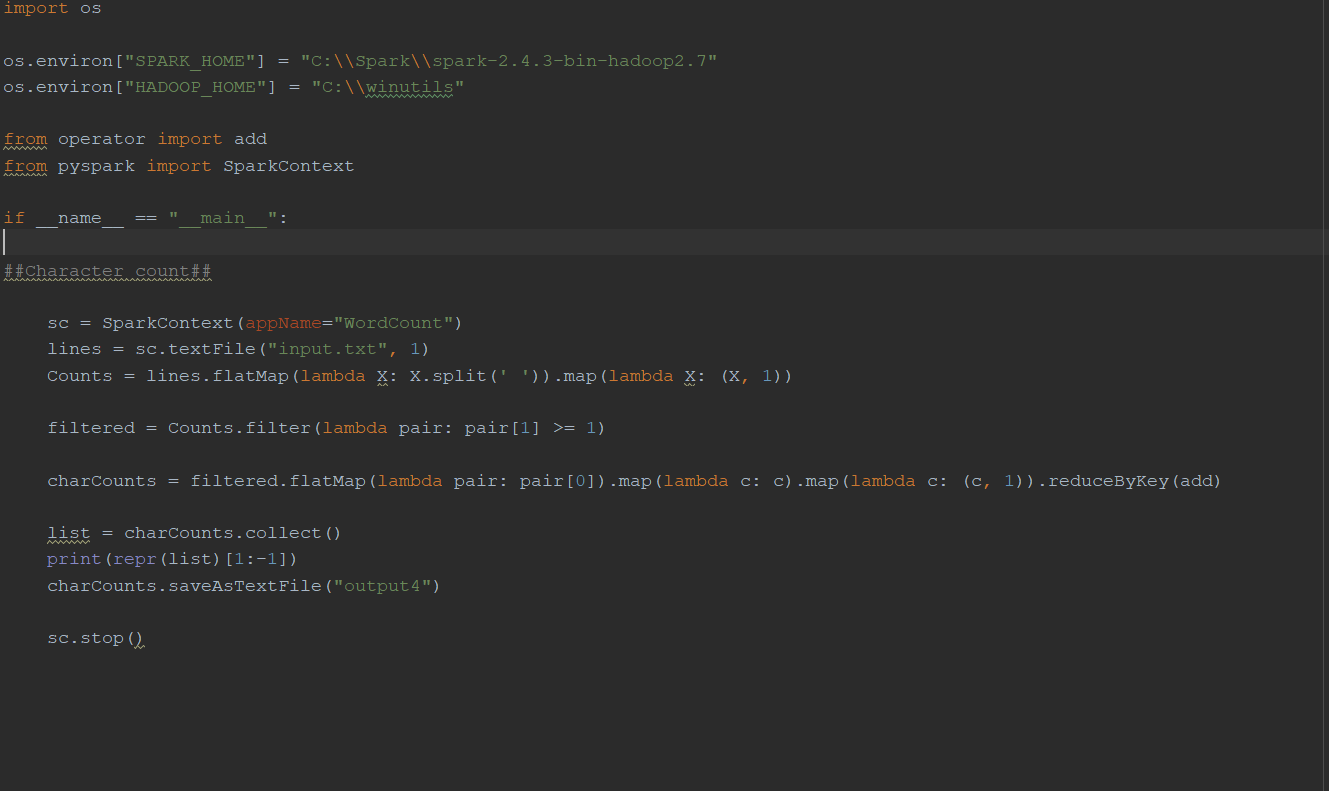 import os
os.environ["SPARK_HOME"] = "C:\\Spark\\spark-2.4.3-bin-hadoop2.7"
os.environ["HADOOP_HOME"] = "C:\\winutils"
from operator import add
from pyspark import SparkContext
if __name__ == "__main__":
##Character count##
sc = SparkContext(appName="WordCount")
lines = sc.textFile("input.txt", 1)
Counts = lines.flatMap(lambda X: X.split(' ')).map(lambda X: (X, 1))
filtered = Counts.filter(lambda pair: pair[1] >= 1)
charCounts = filtered.flatMap(lambda pair: pair[0]).map(lambda c: c).map(lambda c: (c, 1)).reduceByKey(add)
list = charCounts.collect()
print(repr(list)[1:-1])
charCounts.saveAsTextFile("output4")
sc.stop()